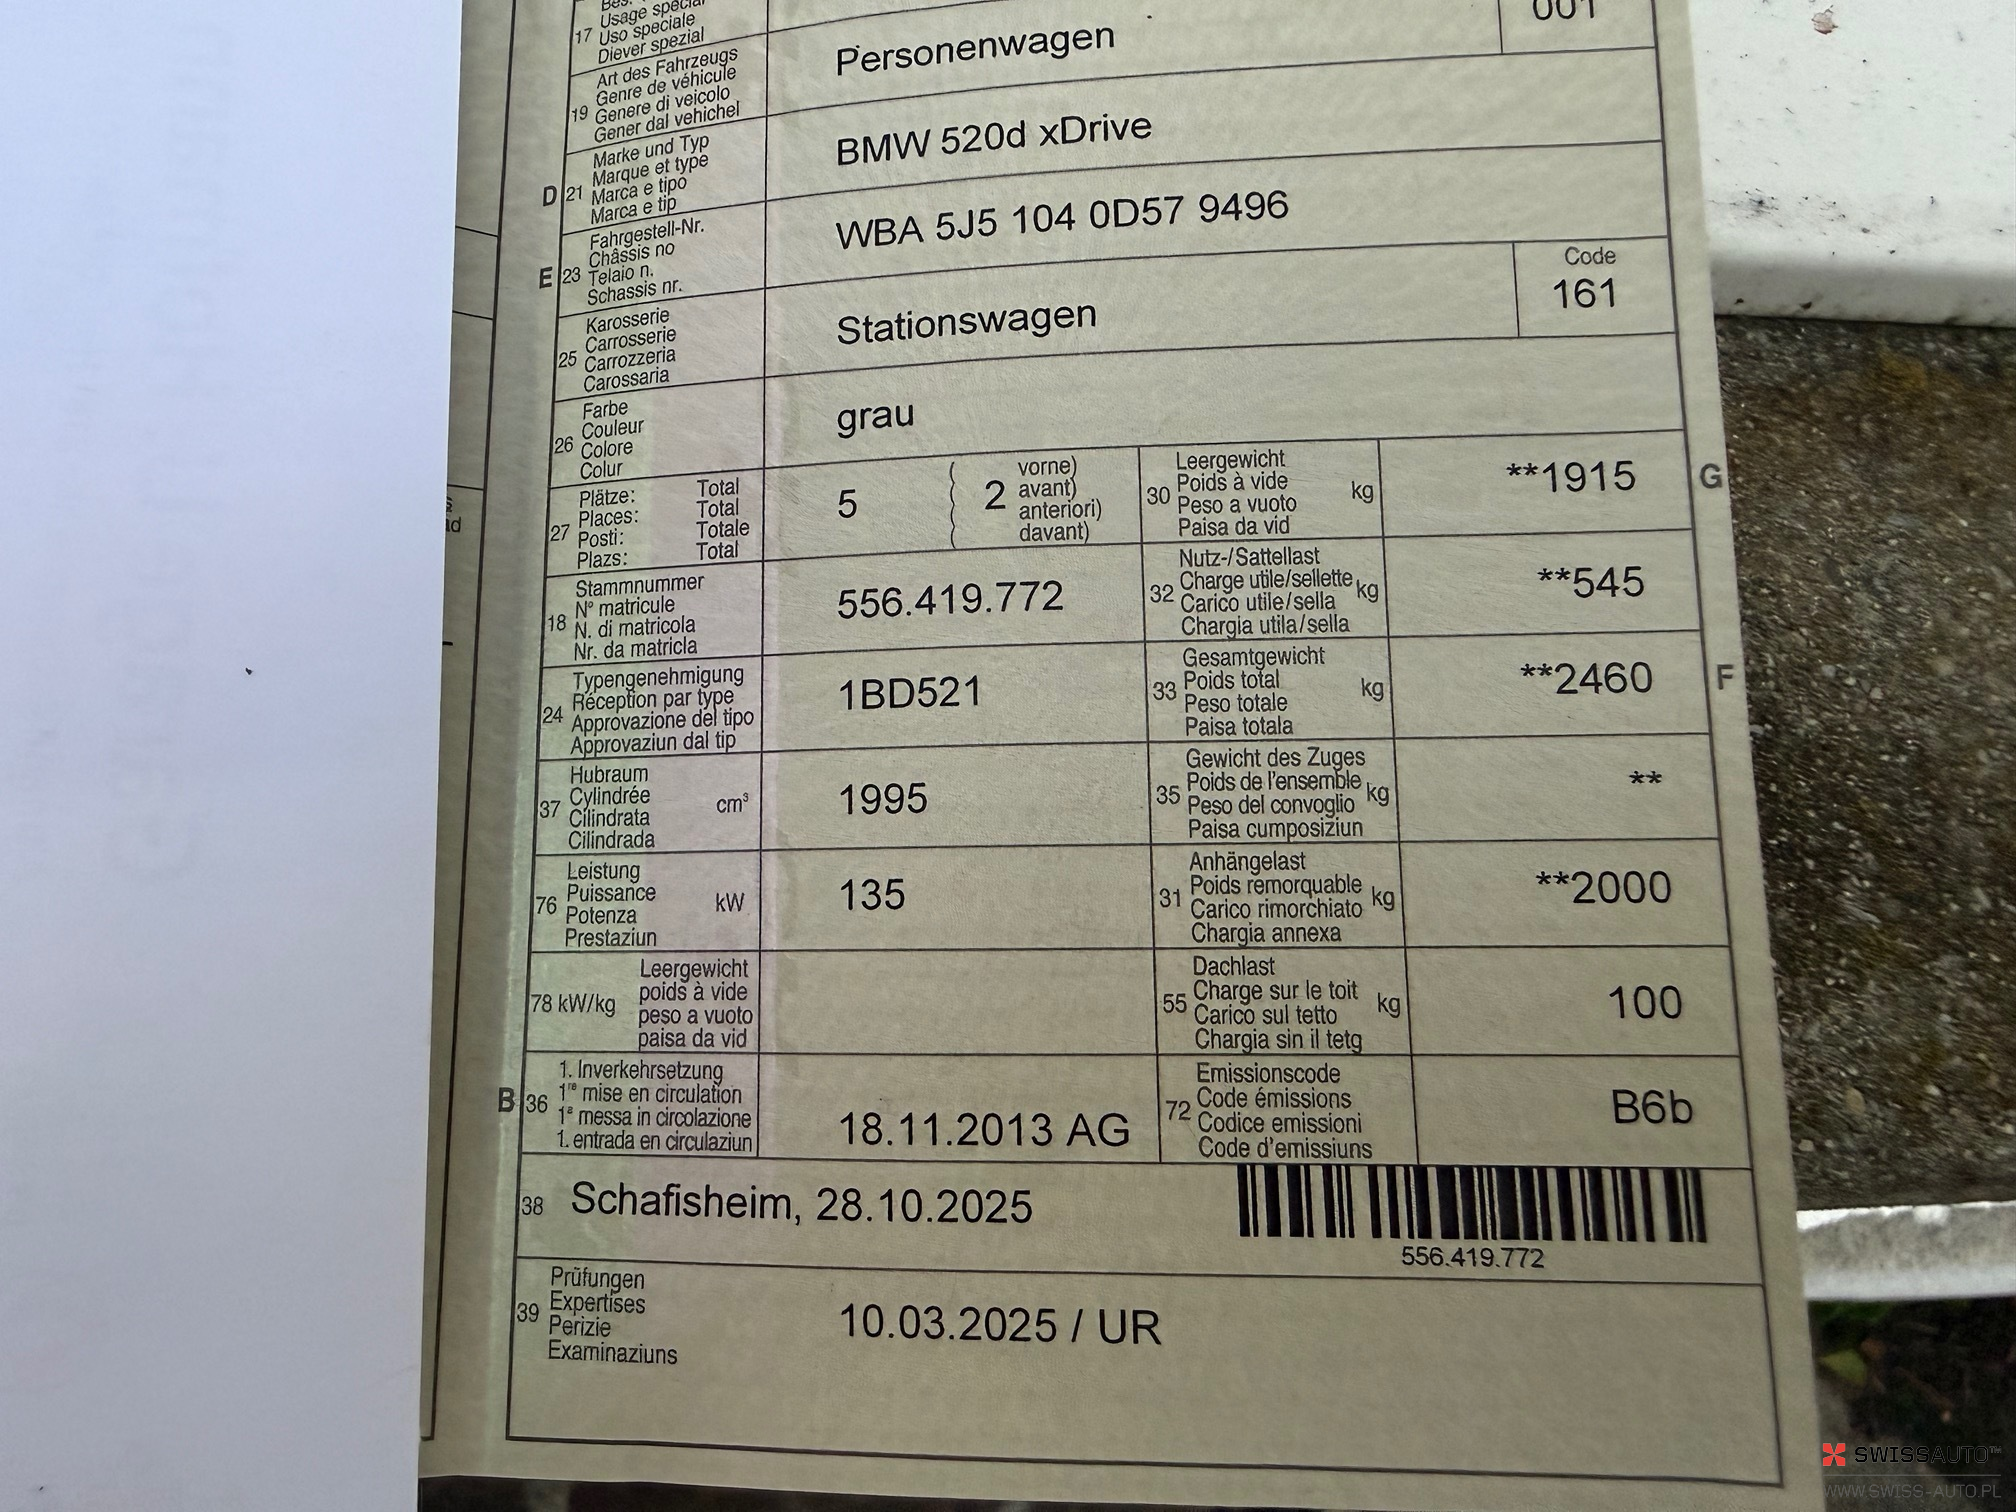 Usage special
17 Uso speciale
Diever spezial
001
Art des Fahrzeugs
Genre de véhicule
19 Genere di veicolo
Gener dal vehichel
Personenwagen
Marke und Typ
Marque et type
D 21 Marca e tipo
Marca e tip
BMW 520d xDrive
Fahrgestell-Nr.
Châssis no
E 23 Telaio n.
Schassis nr.
WBA 5J5 104 0D57 9496
Karosserie
Carrosserie
25 Carrozzeria
Carossaria
Stationswagen
Code
161
Farbe
Couleur
26 Colore
Colur
grau
Plätze: Total
Places: Total
27 Posti: Totale
Plazs: Total
5 ( 2 vorne)
( avant)
( anteriori)
( davant)
Leergewicht
30 Poids à vide kg
Peso a vuoto
Paisa da vid
**1915 G
Stammnummer
N° matricule
18 N. di matricola
Nr. da matricla
556.419.772
Nutz-/Sattellast
32 Charge utile/sellette kg
Carico utile/sella
Chargia utila/sella
**545
Typengenehmigung
Réception par type
24 Approvazione del tipo
Approvaziun dal tip
1BD521
Gesamtgewicht
33 Poids total kg
Peso totale
Paisa totala
**2460 F
Hubraum
37 Cylindrée cm³
Cilindrata
Cilindrada
1995
Gewicht des Zuges
35 Poids de l'ensemble kg
Peso del convoglio
Paisa cumposiziun
**
Leistung
76 Puissance kW
Potenza
Prestaziun
135
Anhängelast
31 Poids remorquable kg
Carico rimorchiato
Chargia annexa
**2000
Leergewicht
78 kW/kg poids à vide
peso a vuoto
paisa da vid
Dachlast
55 Charge sur le toit kg
Carico sul tetto
Chargia sin il tetg
100
1. Inverkehrsetzung
B 36 1re mise en circulation
1a messa in circolazione
1. entrada en circulaziun
18.11.2013 AG
Emissionscode
72 Code émissions
Codice emissioni
Code d'emissiuns
B6b
38 Schafisheim, 28.10.2025
556.419.772
Prüfungen
39 Expertises
Perizie
Examinaziuns
10.03.2025 / UR
SWISSAUTO™
WWW.SWISS-AUTO.PL